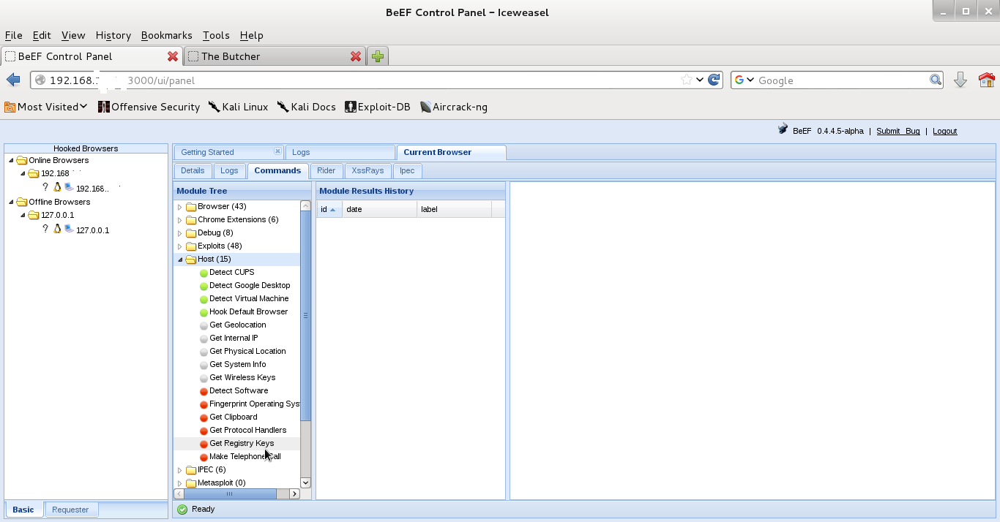 BeEF Control Panel – Iceweasel
File Edit View History Bookmarks Tools Help
BeEF Control Panel
The Butcher
192.168. 3000/ui/panel
Google
Most Visited Offensive Security Kali Linux Kali Docs Exploit-DB Aircrack-ng
BeEF 0.4.4.5-alpha | Submit Bug | Logout
Hooked Browsers
Online Browsers
192.168
? 192.168..
Offline Browsers
127.0.0.1
? 127.0.0.1
Basic Requester
Getting Started Logs Current Browser
Details Logs Commands Rider XssRays Ipec
Module Tree
Browser (43)
Chrome Extensions (6)
Debug (8)
Exploits (48)
Host (15)
Detect CUPS
Detect Google Desktop
Detect Virtual Machine
Hook Default Browser
Get Geolocation
Get Internal IP
Get Physical Location
Get System Info
Get Wireless Keys
Detect Software
Fingerprint Operating Sys
Get Clipboard
Get Protocol Handlers
Get Registry Keys
Make Telephone Call
IPEC (6)
Metasploit (0)
Module Results History
id date label
Ready